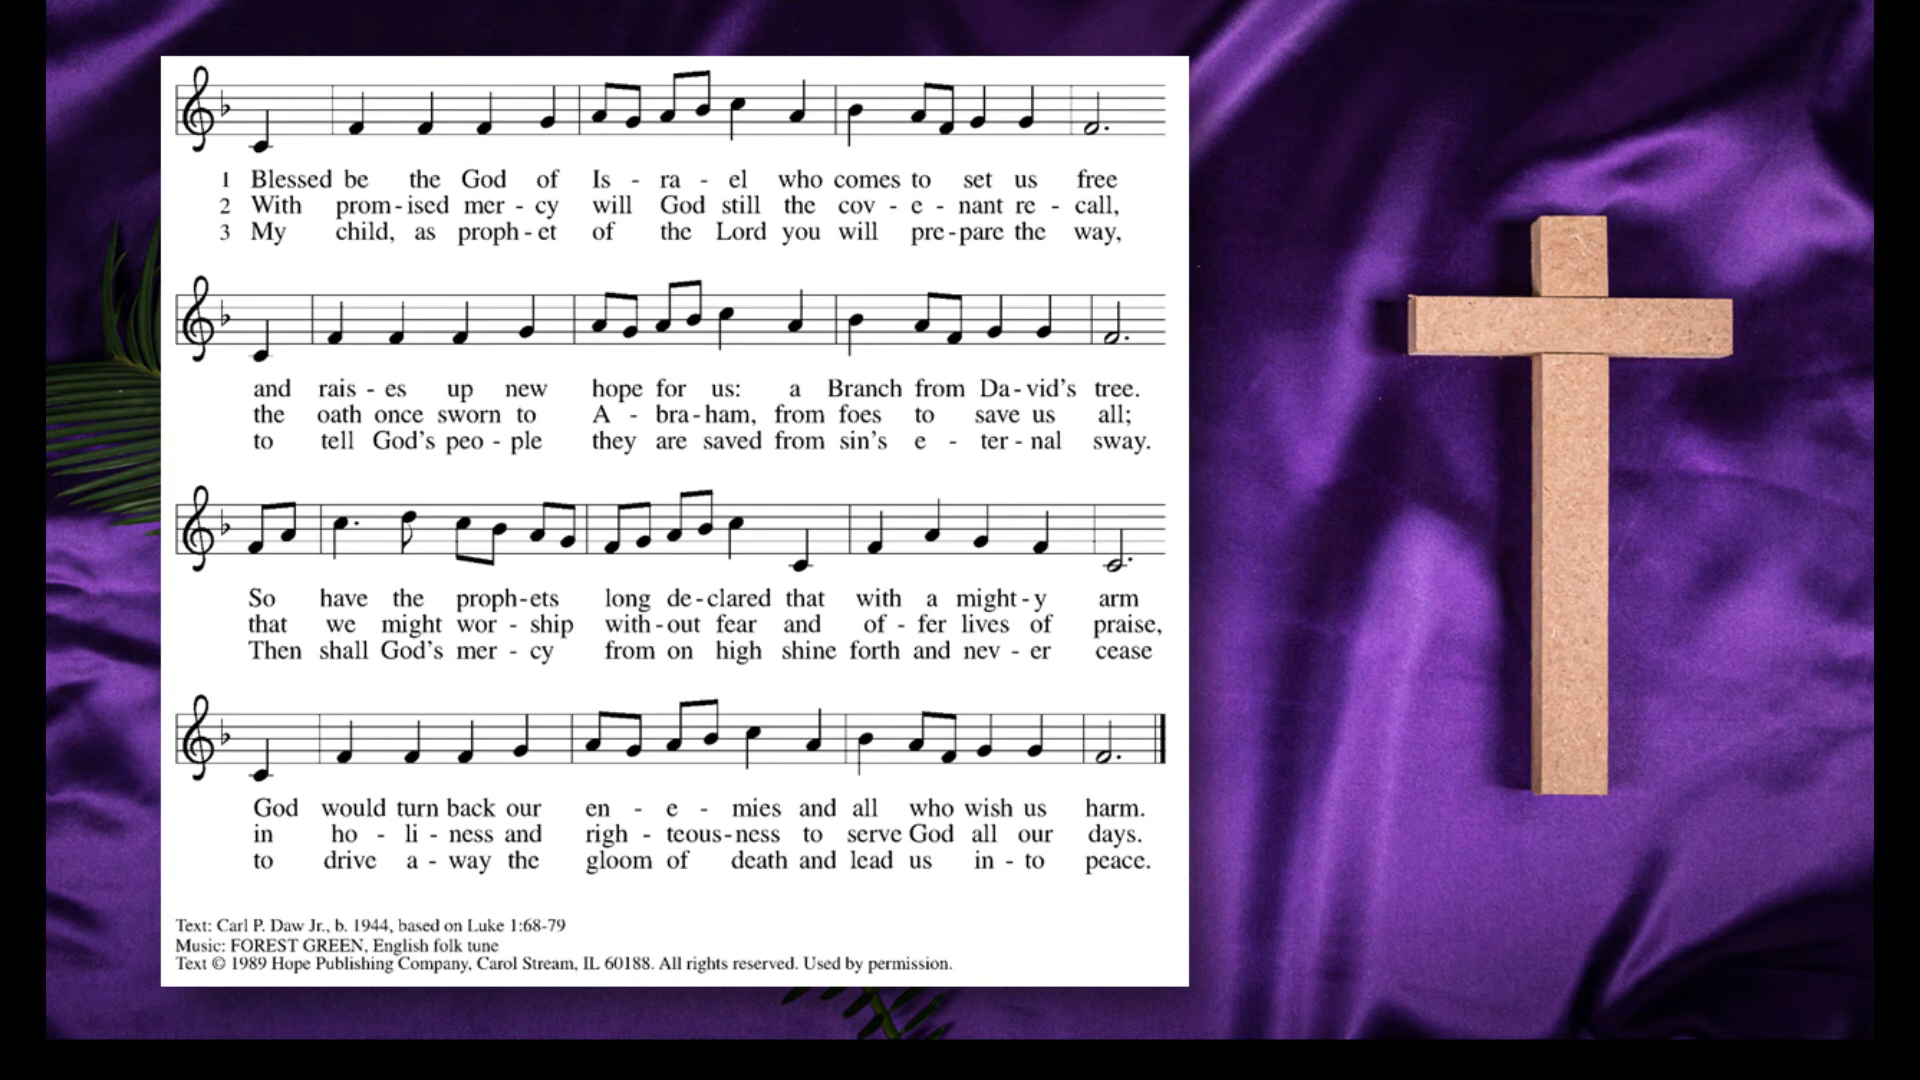 1 Blessed be the God of Is - ra - el who comes to set us free
2 With prom - ised mer - cy will God still the cov - e - nant re - call,
3 My child, as proph - et of the Lord you will pre - pare the way,
and rais - es up new hope for us: a Branch from Da - vid's tree.
the oath once sworn to A - bra - ham, from foes to save us all;
to tell God's peo - ple they are saved from sin's e - ter - nal sway.
So have the proph - ets long de - clared that with a might - y arm
that we might wor - ship with - out fear and of - fer lives of praise,
Then shall God's mer - cy from on high shine forth and nev - er cease
God would turn back our en - e - mies and all who wish us harm.
in ho - li - ness and righ - teous - ness to serve God all our days.
to drive a - way the gloom of death and lead us in - to peace.
Text: Carl P. Daw Jr., b. 1944, based on Luke 1:68-79
Music: FOREST GREEN, English folk tune
Text © 1989 Hope Publishing Company, Carol Stream, IL 60188. All rights reserved. Used by permission.